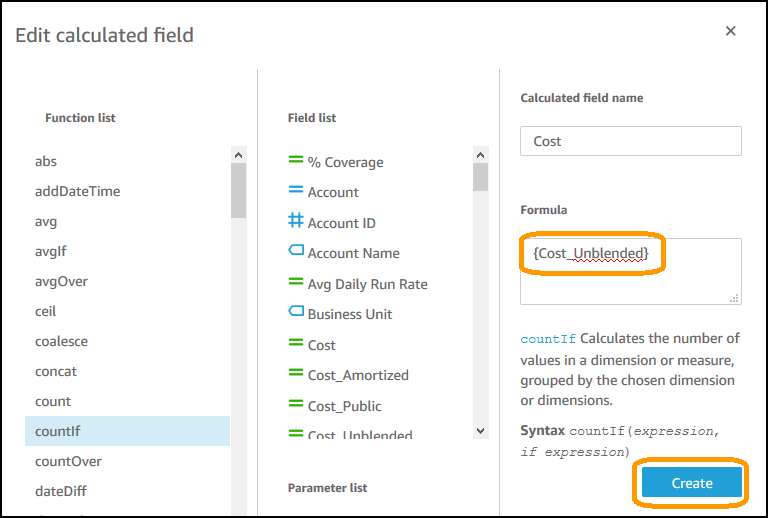 Edit calculated field
Function list
abs
addDateTime
avg
avgIf
avgOver
ceil
coalesce
concat
count
countIf
countOver
dateDiff
Field list
% Coverage
Account
Account ID
Account Name
Avg Daily Run Rate
Business Unit
Cost
Cost_Amortized
Cost_Public
Cost_Unblended
Parameter list
Calculated field name
Cost
Formula
{Cost_Unblended}
countIf Calculates the number of
values in a dimension or measure,
grouped by the chosen dimension
or dimensions.
Syntax countIf(expression,
if expression)
Create